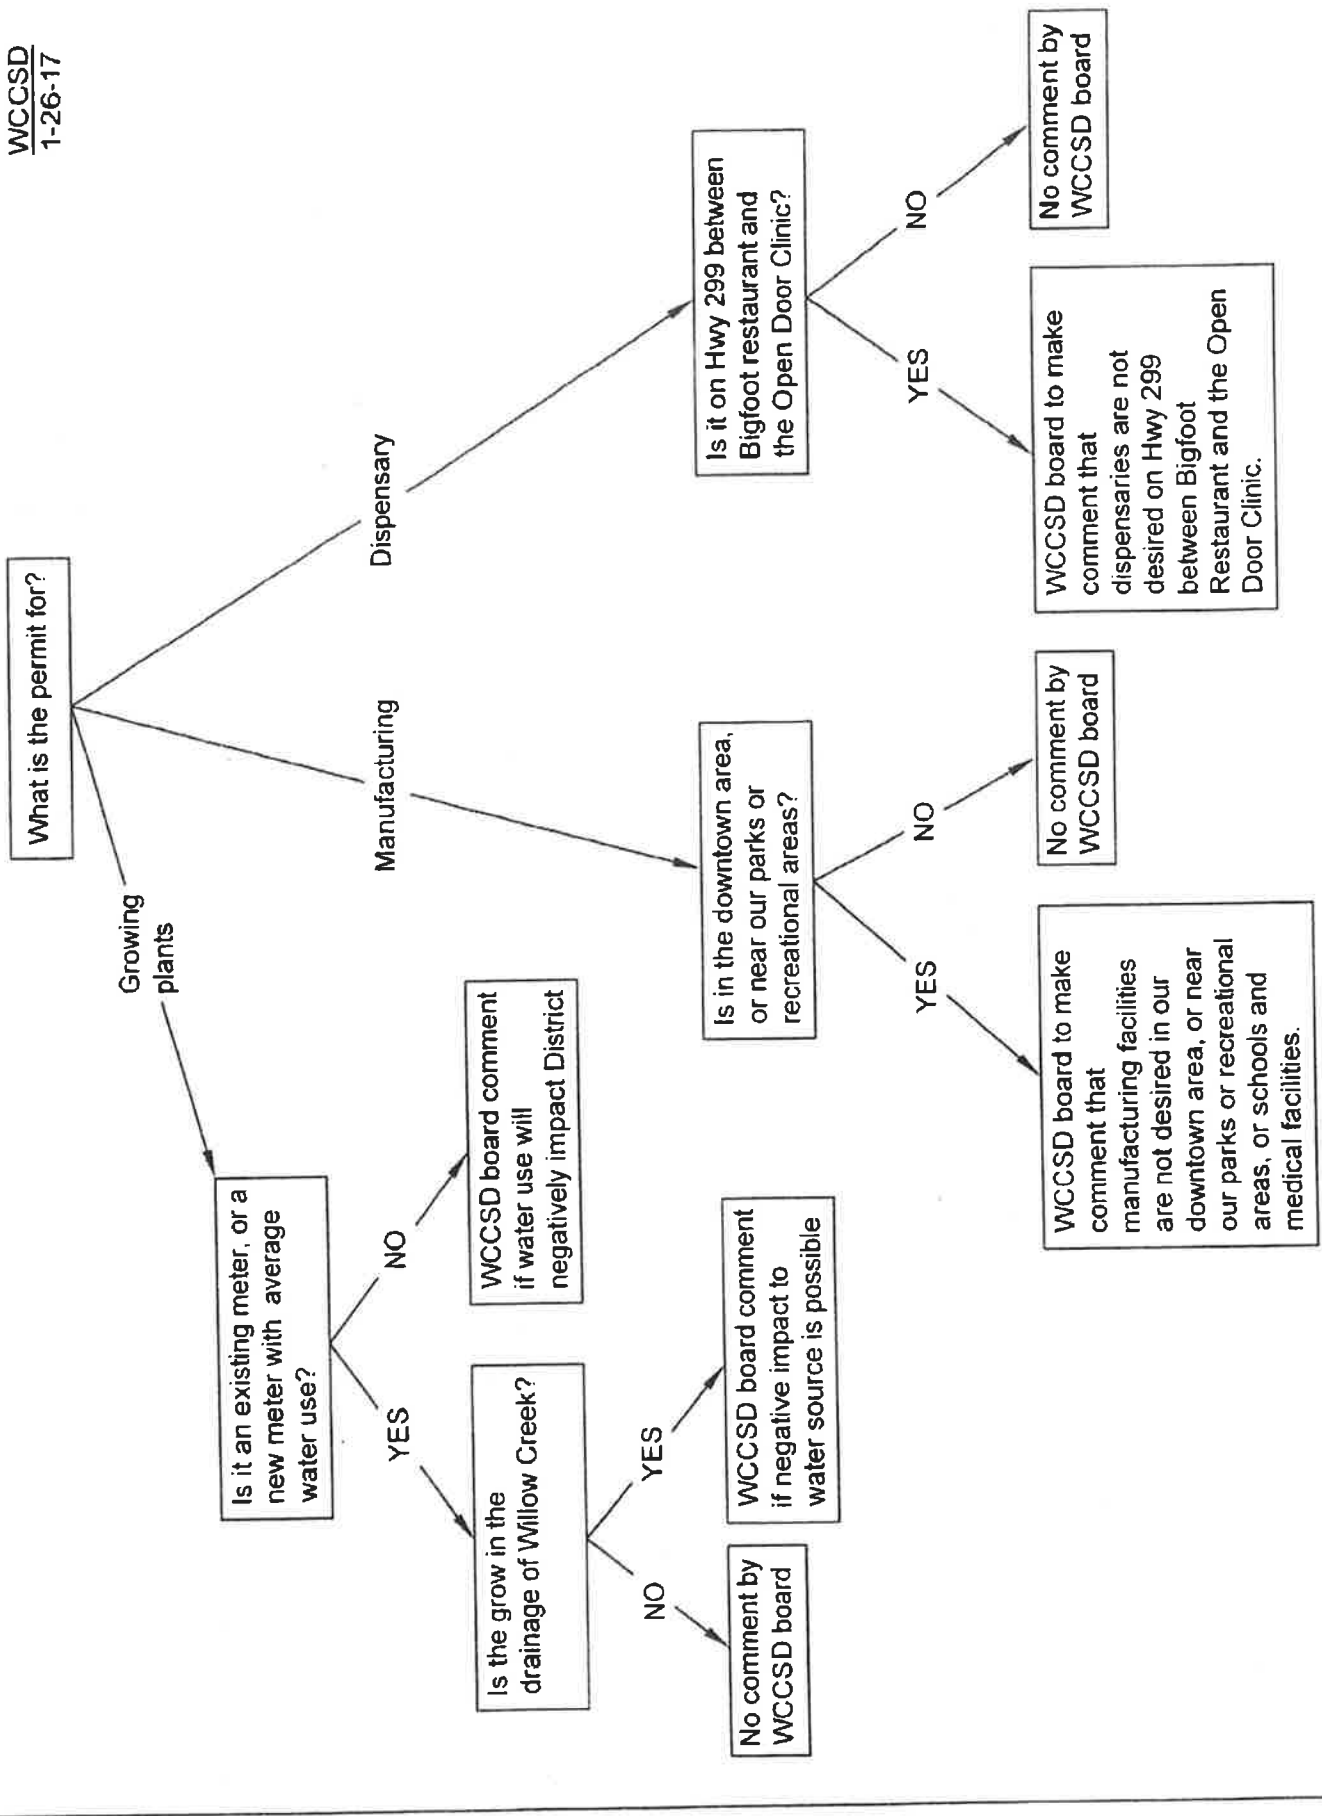 WCCSD
1-26-17
What is the permit for?
Growing
plants
Manufacturing
Dispensary
Is it an existing meter, or a
new meter with average
water use?
YES
NO
Is the grow in the
drainage of Willow Creek?
WCCSD board comment
if water use will
negatively impact District
NO
YES
No comment by
WCCSD board
WCCSD board comment
if negative impact to
water source is possible
Is in the downtown area,
or near our parks or
recreational areas?
YES
NO
WCCSD board to make
comment that
manufacturing facilities
are not desired in our
downtown area, or near
our parks or recreational
areas, or schools and
medical facilities.
No comment by
WCCSD board
Is it on Hwy 299 between
Bigfoot restaurant and
the Open Door Clinic?
YES
NO
WCCSD board to make
comment that
dispensaries are not
desired on Hwy 299
between Bigfoot
Restaurant and the Open
Door Clinic.
No comment by
WCCSD board